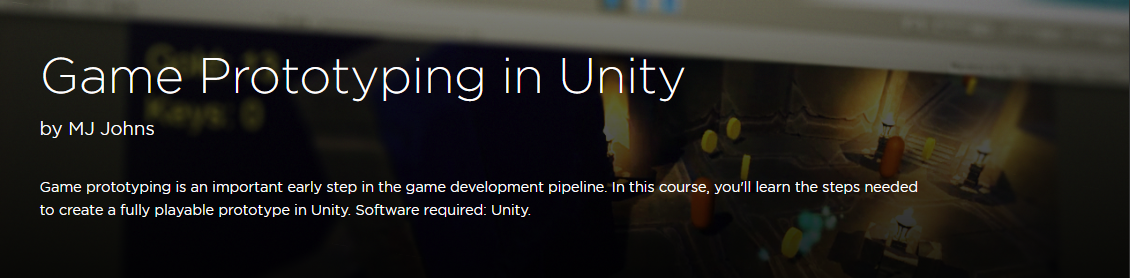 Game Prototyping in Unity
by MJ Johns
Game prototyping is an important early step in the game development pipeline. In this course, you'll learn the steps needed
to create a fully playable prototype in Unity. Software required: Unity.
Keys: 0